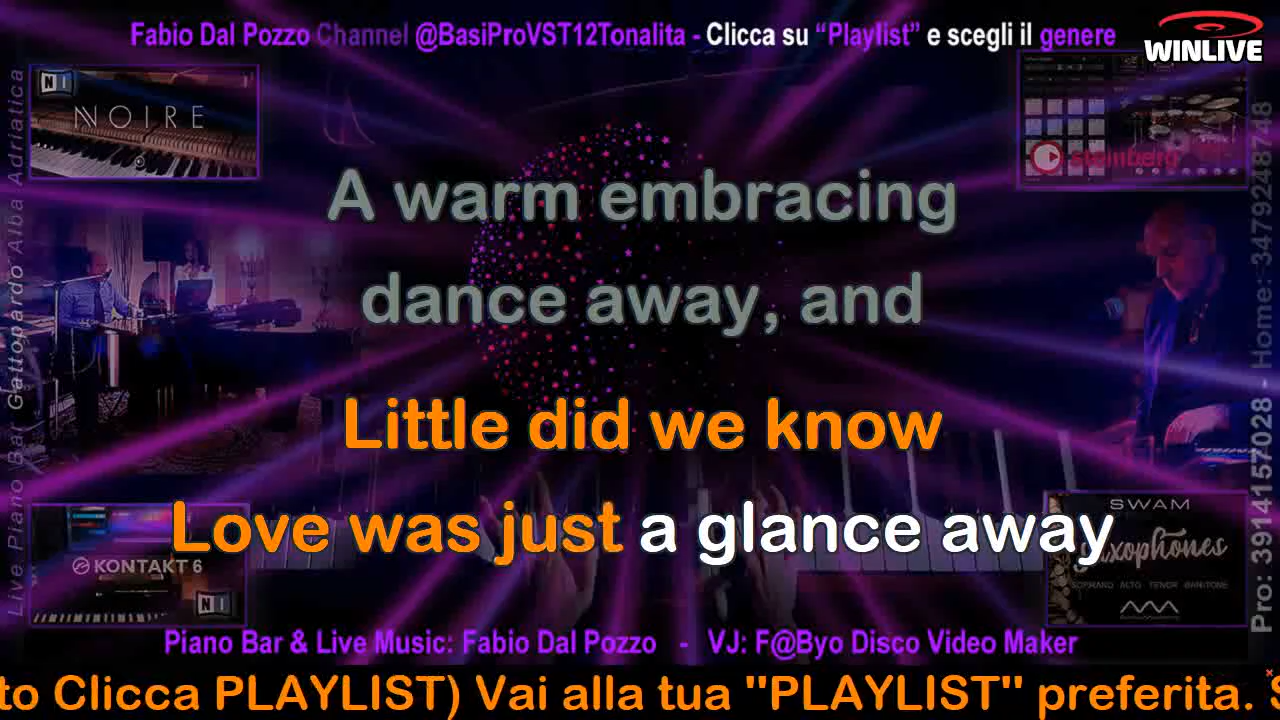 Fabio Dal Pozzo Channel @BasiProVST12Tonalita - Clicca su “Playlist” e scegli il genere
WINLIVE
NI
NOIRE
steinberg
A warm embracing
dance away, and
Little did we know
Love was just a glance away
Live Piano Bar Gattopardo Alba Adriatica
Pro: 3914157028 - Home: 3479248748
KONTAKT 6
NI
SWAM
Saxophones
SOPRANO ALTO TENOR BARITONE
Piano Bar & Live Music: Fabio Dal Pozzo - VJ: F@Byo Disco Video Maker
to Clicca PLAYLIST) Vai alla tua "PLAYLIST" preferita. S